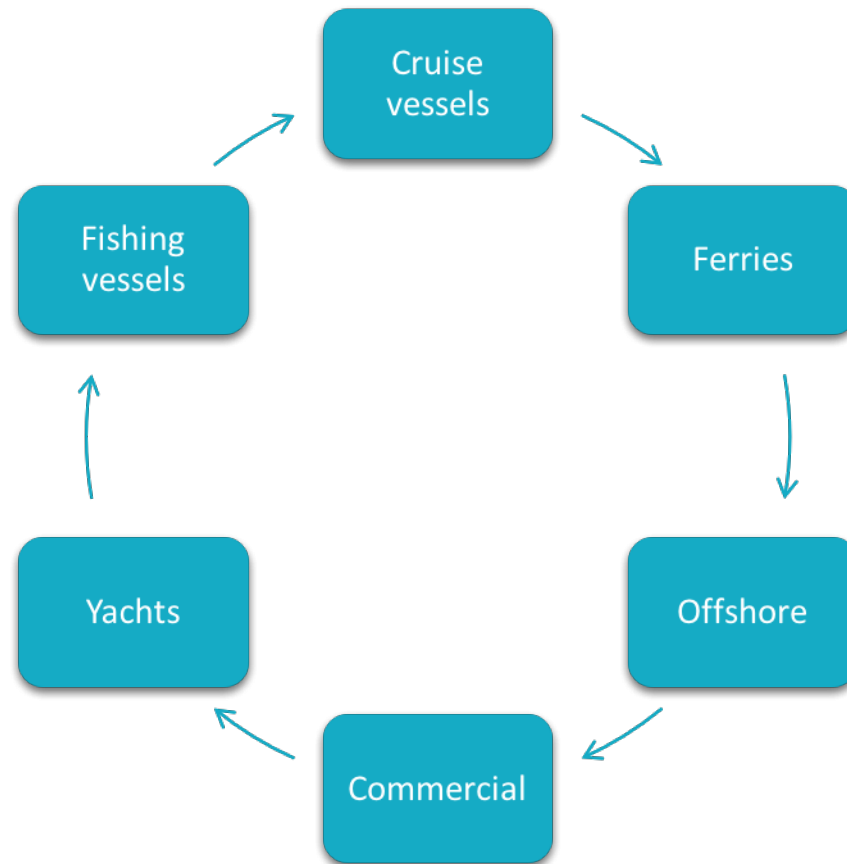 Cruise
vessels
Ferries
Offshore
Commercial
Yachts
Fishing
vessels